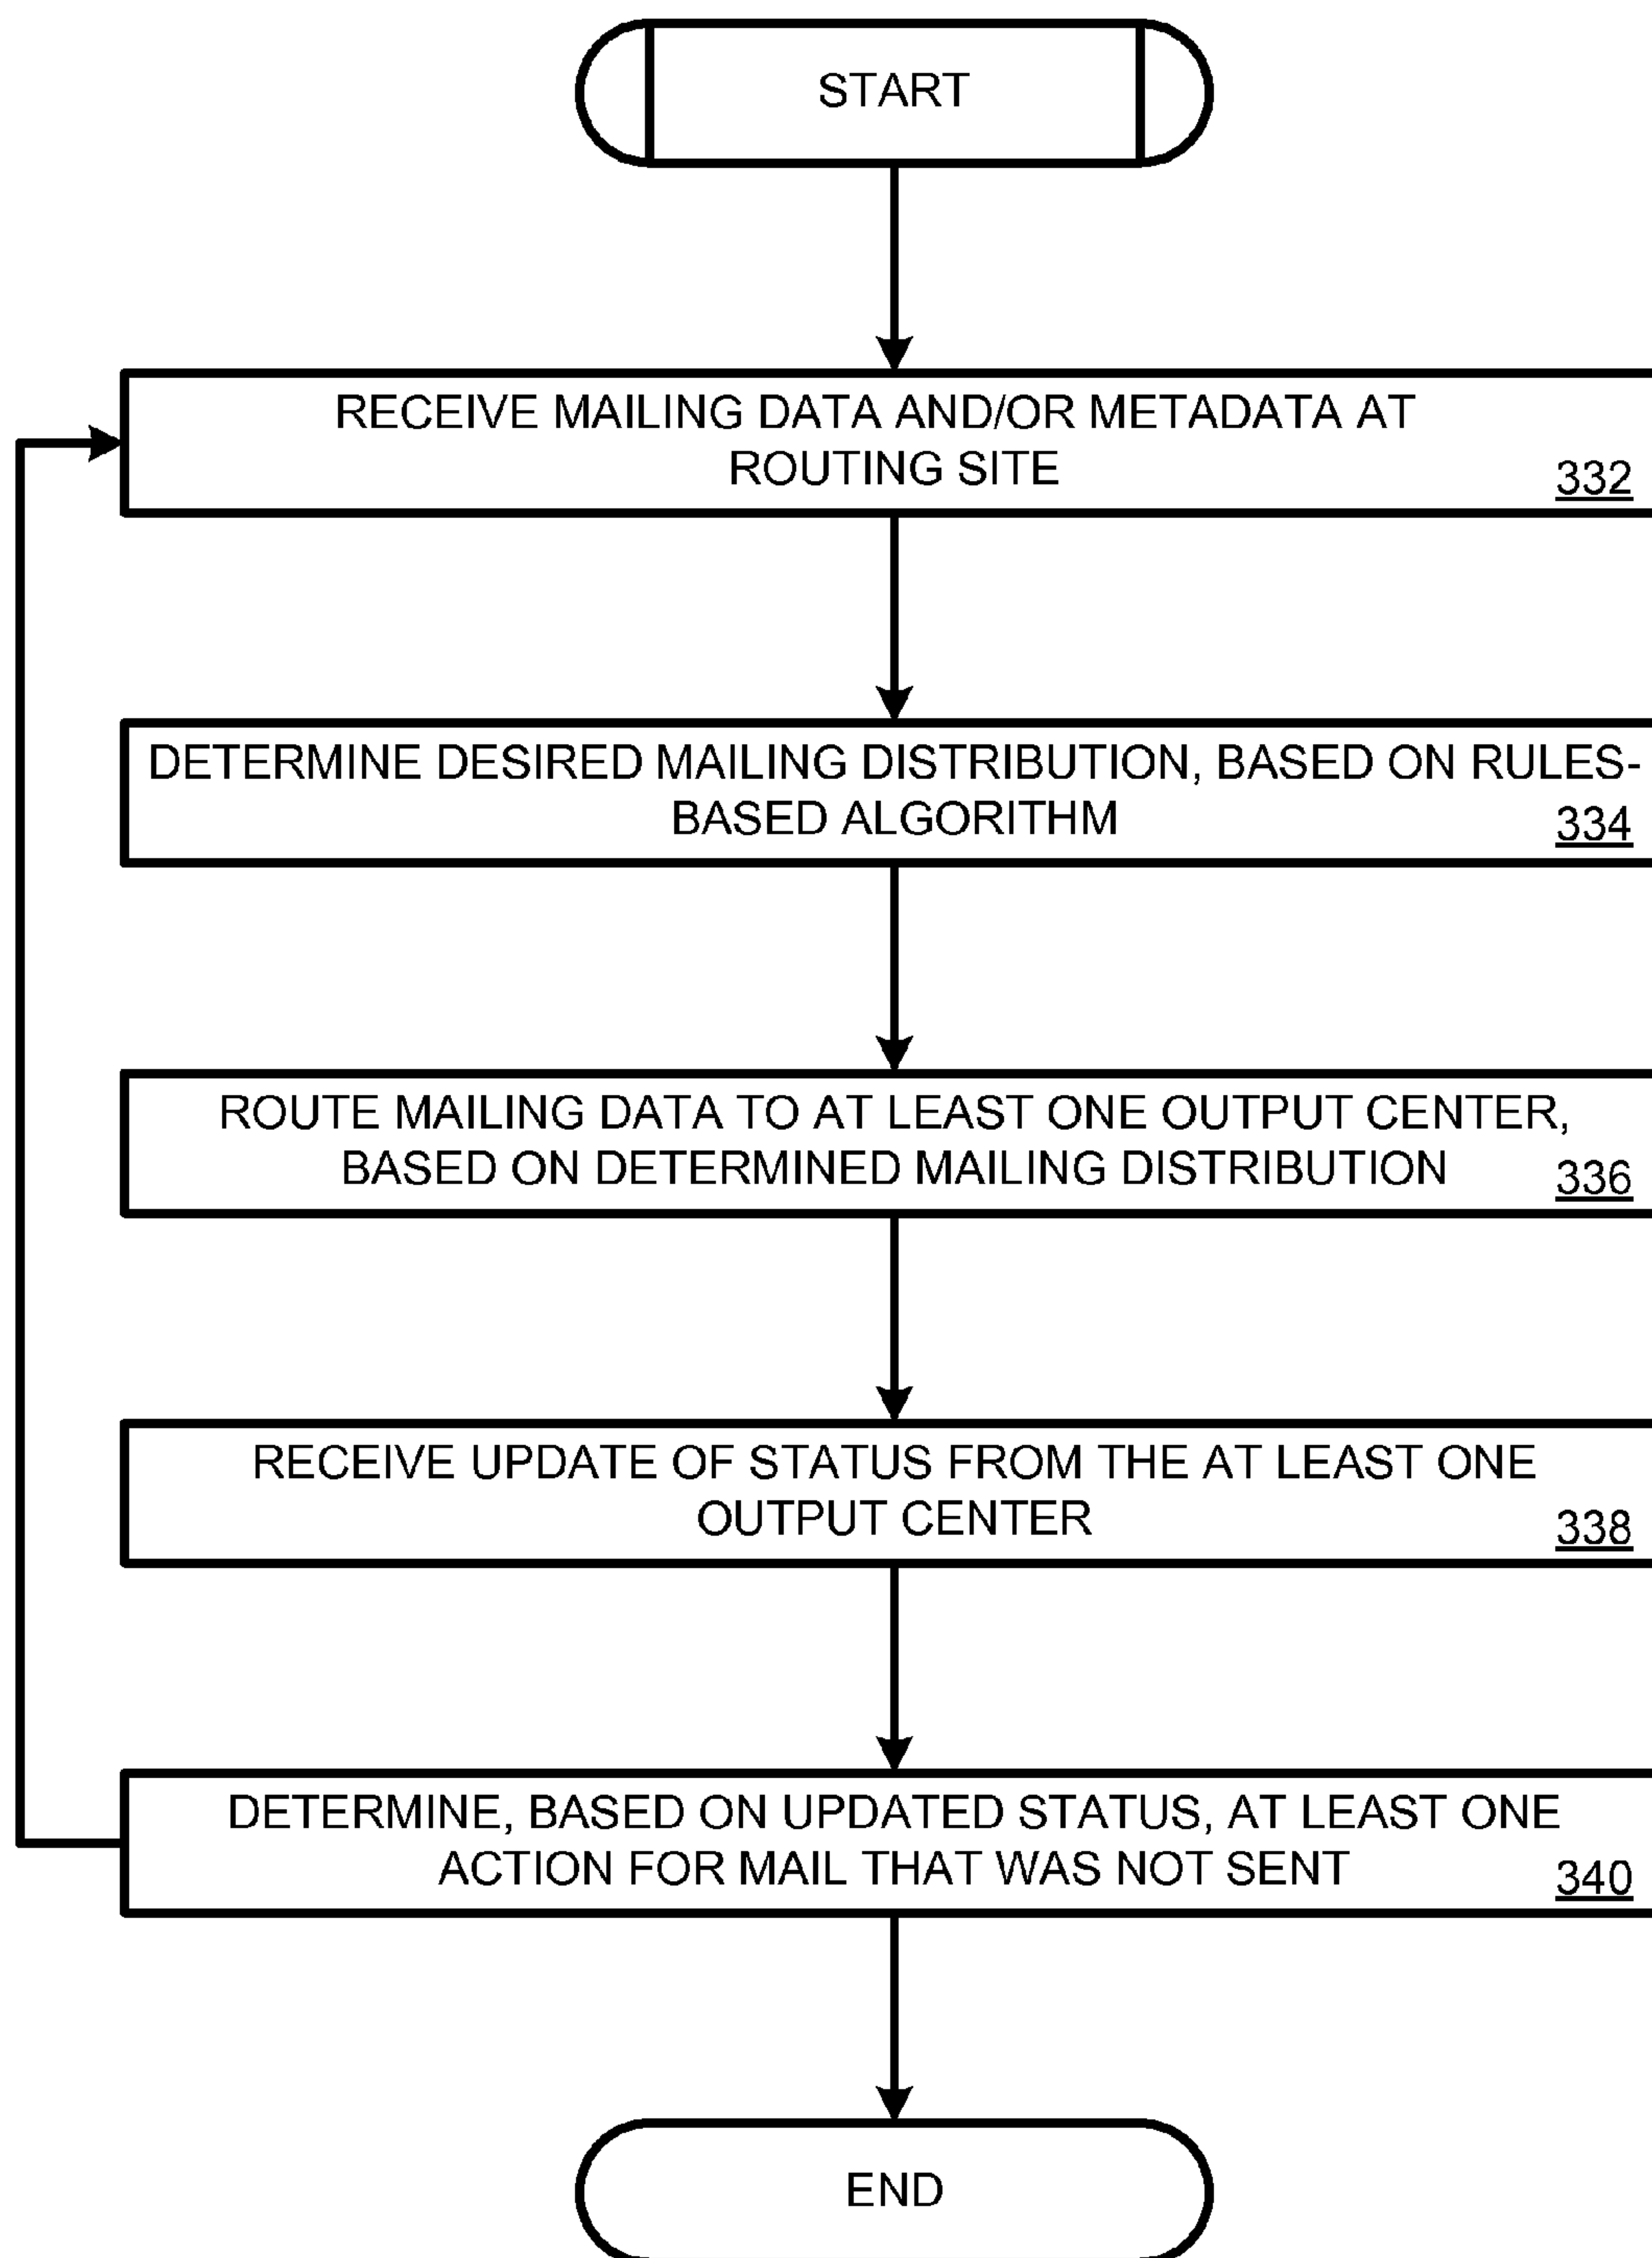 START
RECEIVE MAILING DATA AND/OR METADATA AT
ROUTING SITE
332
DETERMINE DESIRED MAILING DISTRIBUTION, BASED ON RULES-
BASED ALGORITHM
334
ROUTE MAILING DATA TO AT LEAST ONE OUTPUT CENTER,
BASED ON DETERMINED MAILING DISTRIBUTION
336
RECEIVE UPDATE OF STATUS FROM THE AT LEAST ONE
OUTPUT CENTER
338
DETERMINE, BASED ON UPDATED STATUS, AT LEAST ONE
ACTION FOR MAIL THAT WAS NOT SENT
340
END